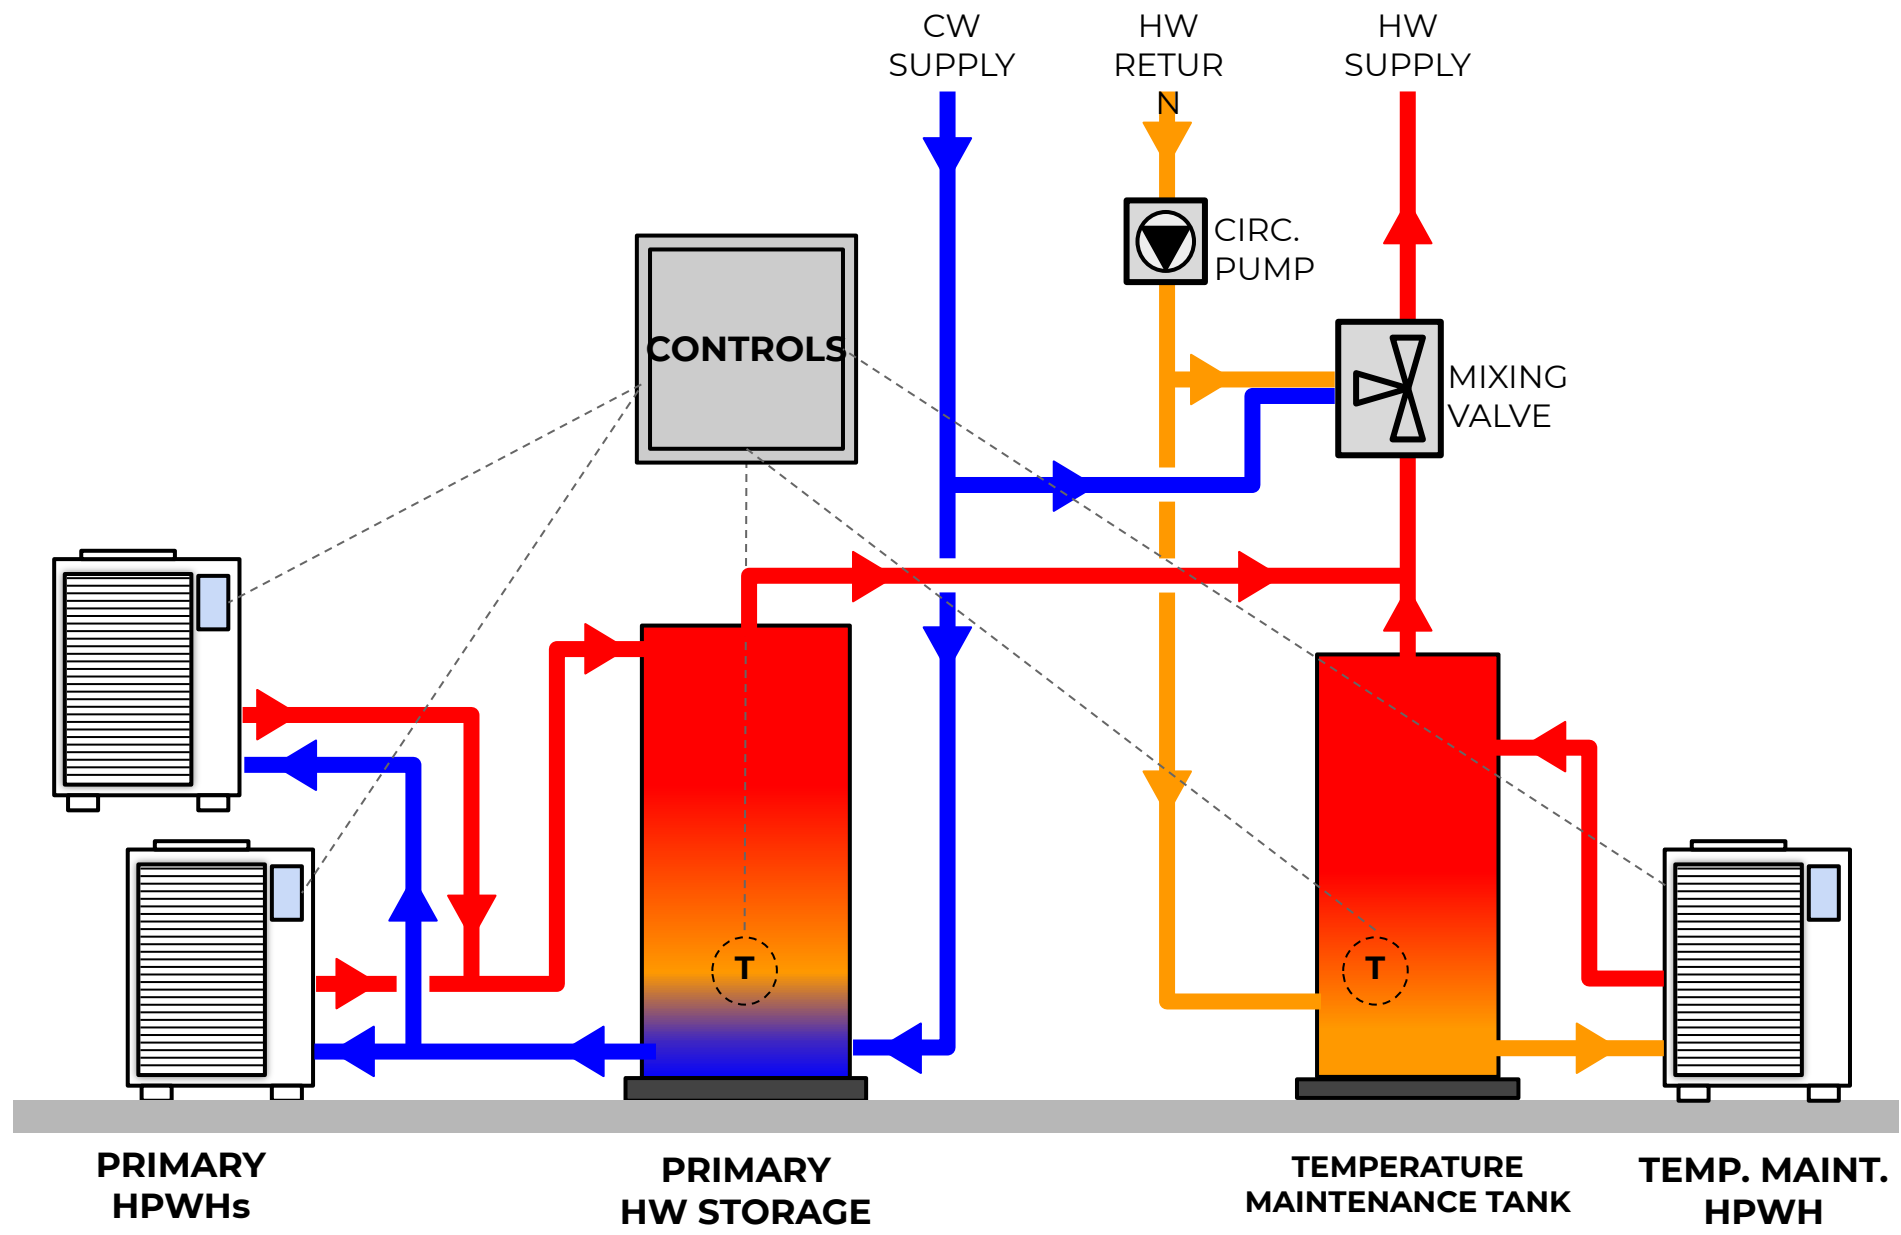 CW
SUPPLY
HW
RETUR
N
HW
SUPPLY
CIRC.
PUMP
CONTROLS
MIXING
VALVE
T
T
PRIMARY
HPWHs
PRIMARY
HW STORAGE
TEMPERATURE
MAINTENANCE TANK
TEMP. MAINT.
HPWH